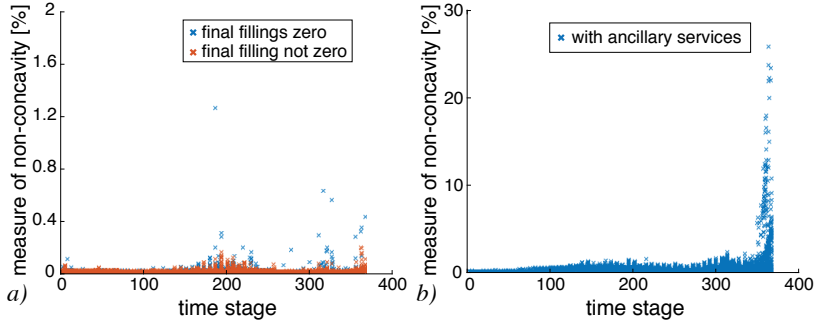 measure of non-concavity [%]
2
1.6
1.2
0.8
0.4
0
× final fillings zero
× final filling not zero
0 100 200 300 400
time stage
a)
measure of non-concavity [%]
30
20
10
0
× with ancillary services
0 100 200 300 400
time stage
b)